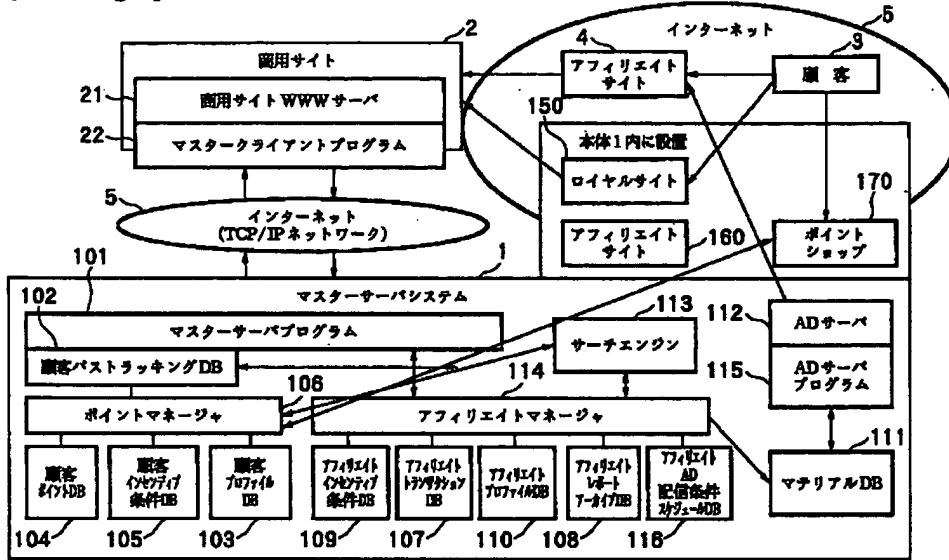 2
商用サイト
21
商用サイトWWWサーバ
22
マスタークライアントプログラム
5
インターネット
4
アフィリエイト
サイト
3
顧客
本体1内に設置
150
ロイヤルサイト
アフィリエイト
サイト
160
170
ポイント
ショップ
5
インターネット
(TCP/IPネットワーク)
1
マスターサーバシステム
101
マスターサーバプログラム
102
顧客パストラッキングDB
106
ポイントマネージャ
113
サーチエンジン
114
アフィリエイトマネージャ
112
ADサーバ
115
ADサーバ
プログラム
111
マテリアルDB
顧客
ポイントDB
104
顧客
インセンティブ
条件DB
105
顧客
プロファイル
DB
103
アフィリエイト
インセンティブ
条件DB
109
アフィリエイト
トランザクションDB
107
アフィリエイト
プロファイルDB
110
アフィリエイト
レポート
アーカイブDB
108
アフィリエイト
AD
配信条件
スケジュールDB
116